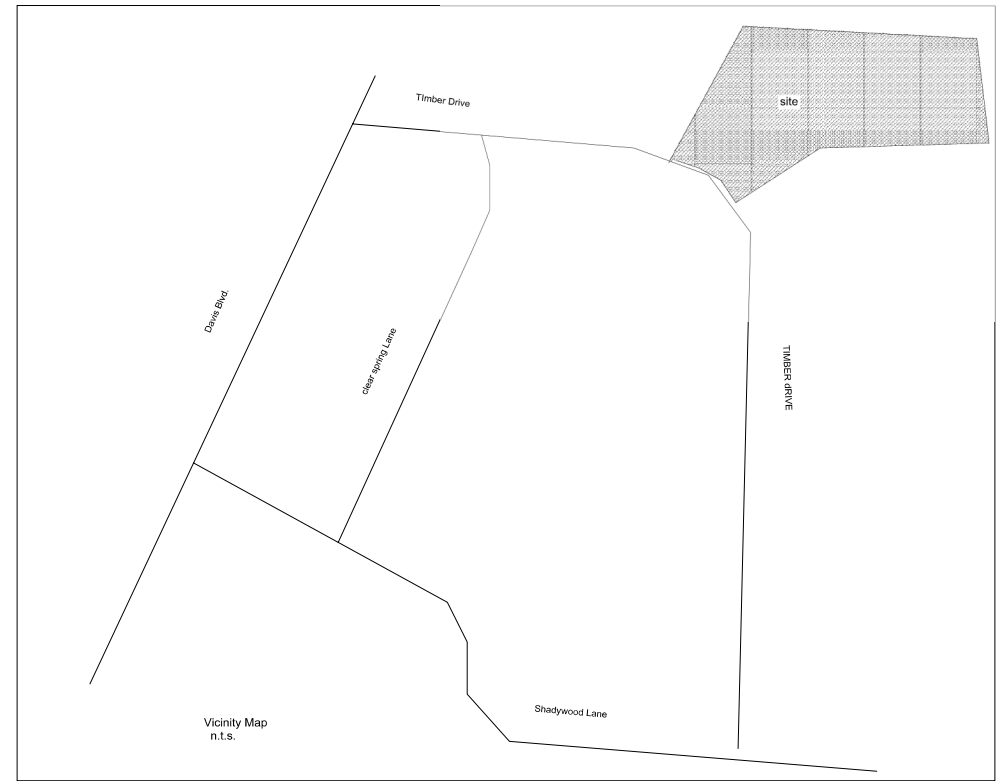 TImber Drive
site
Davis Blvd.
clear spring Lane
TIMBER dRIVE
Shadywood Lane
Vicinity Map
n.t.s.